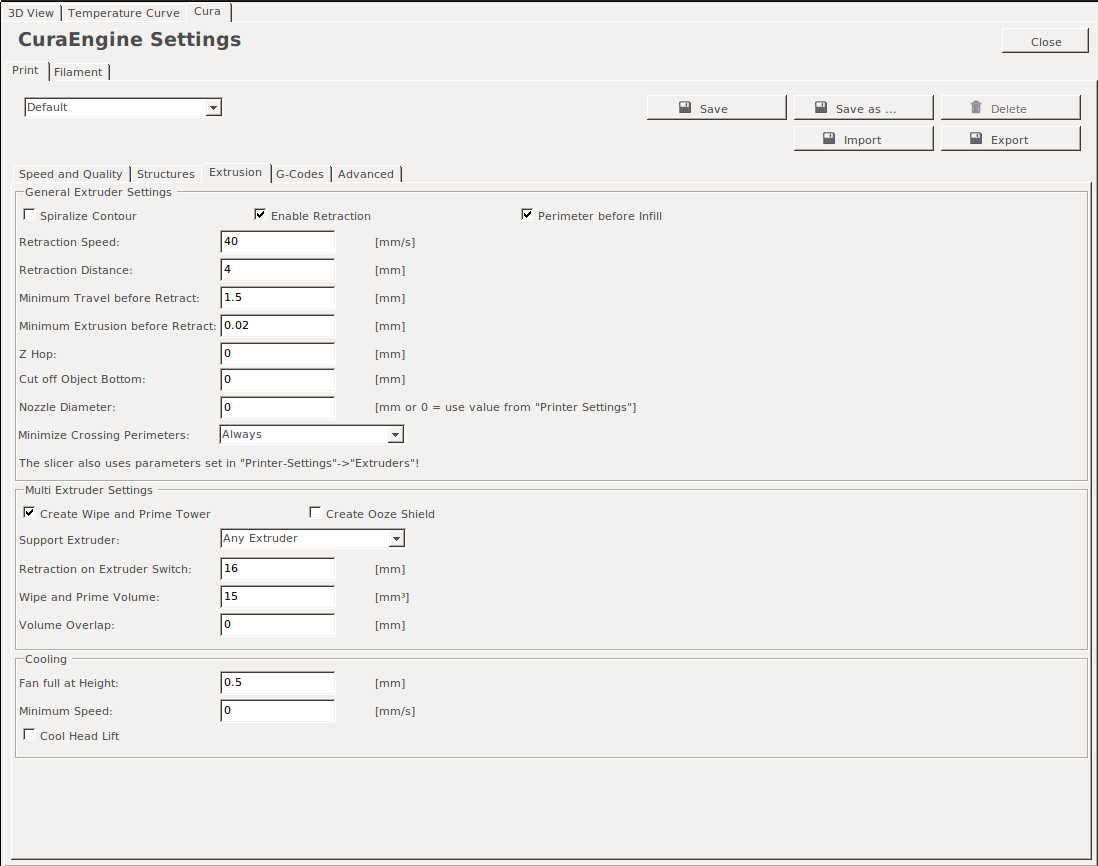 3D View Temperature Curve Cura
CuraEngine Settings
Close
Print Filament
Default
Save Save as ... Delete
Import Export
Speed and Quality Structures Extrusion G-Codes Advanced
General Extruder Settings
Spiralize Contour Enable Retraction Perimeter before Infill
Retraction Speed: 40 [mm/s]
Retraction Distance: 4 [mm]
Minimum Travel before Retract: 1.5 [mm]
Minimum Extrusion before Retract: 0.02 [mm]
Z Hop: 0 [mm]
Cut off Object Bottom: 0 [mm]
Nozzle Diameter: 0 [mm or 0 = use value from "Printer Settings"]
Minimize Crossing Perimeters: Always
The slicer also uses parameters set in "Printer-Settings"->"Extruders"!
Multi Extruder Settings
Create Wipe and Prime Tower Create Ooze Shield
Support Extruder: Any Extruder
Retraction on Extruder Switch: 16 [mm]
Wipe and Prime Volume: 15 [mm³]
Volume Overlap: 0 [mm]
Cooling
Fan full at Height: 0.5 [mm]
Minimum Speed: 0 [mm/s]
Cool Head Lift